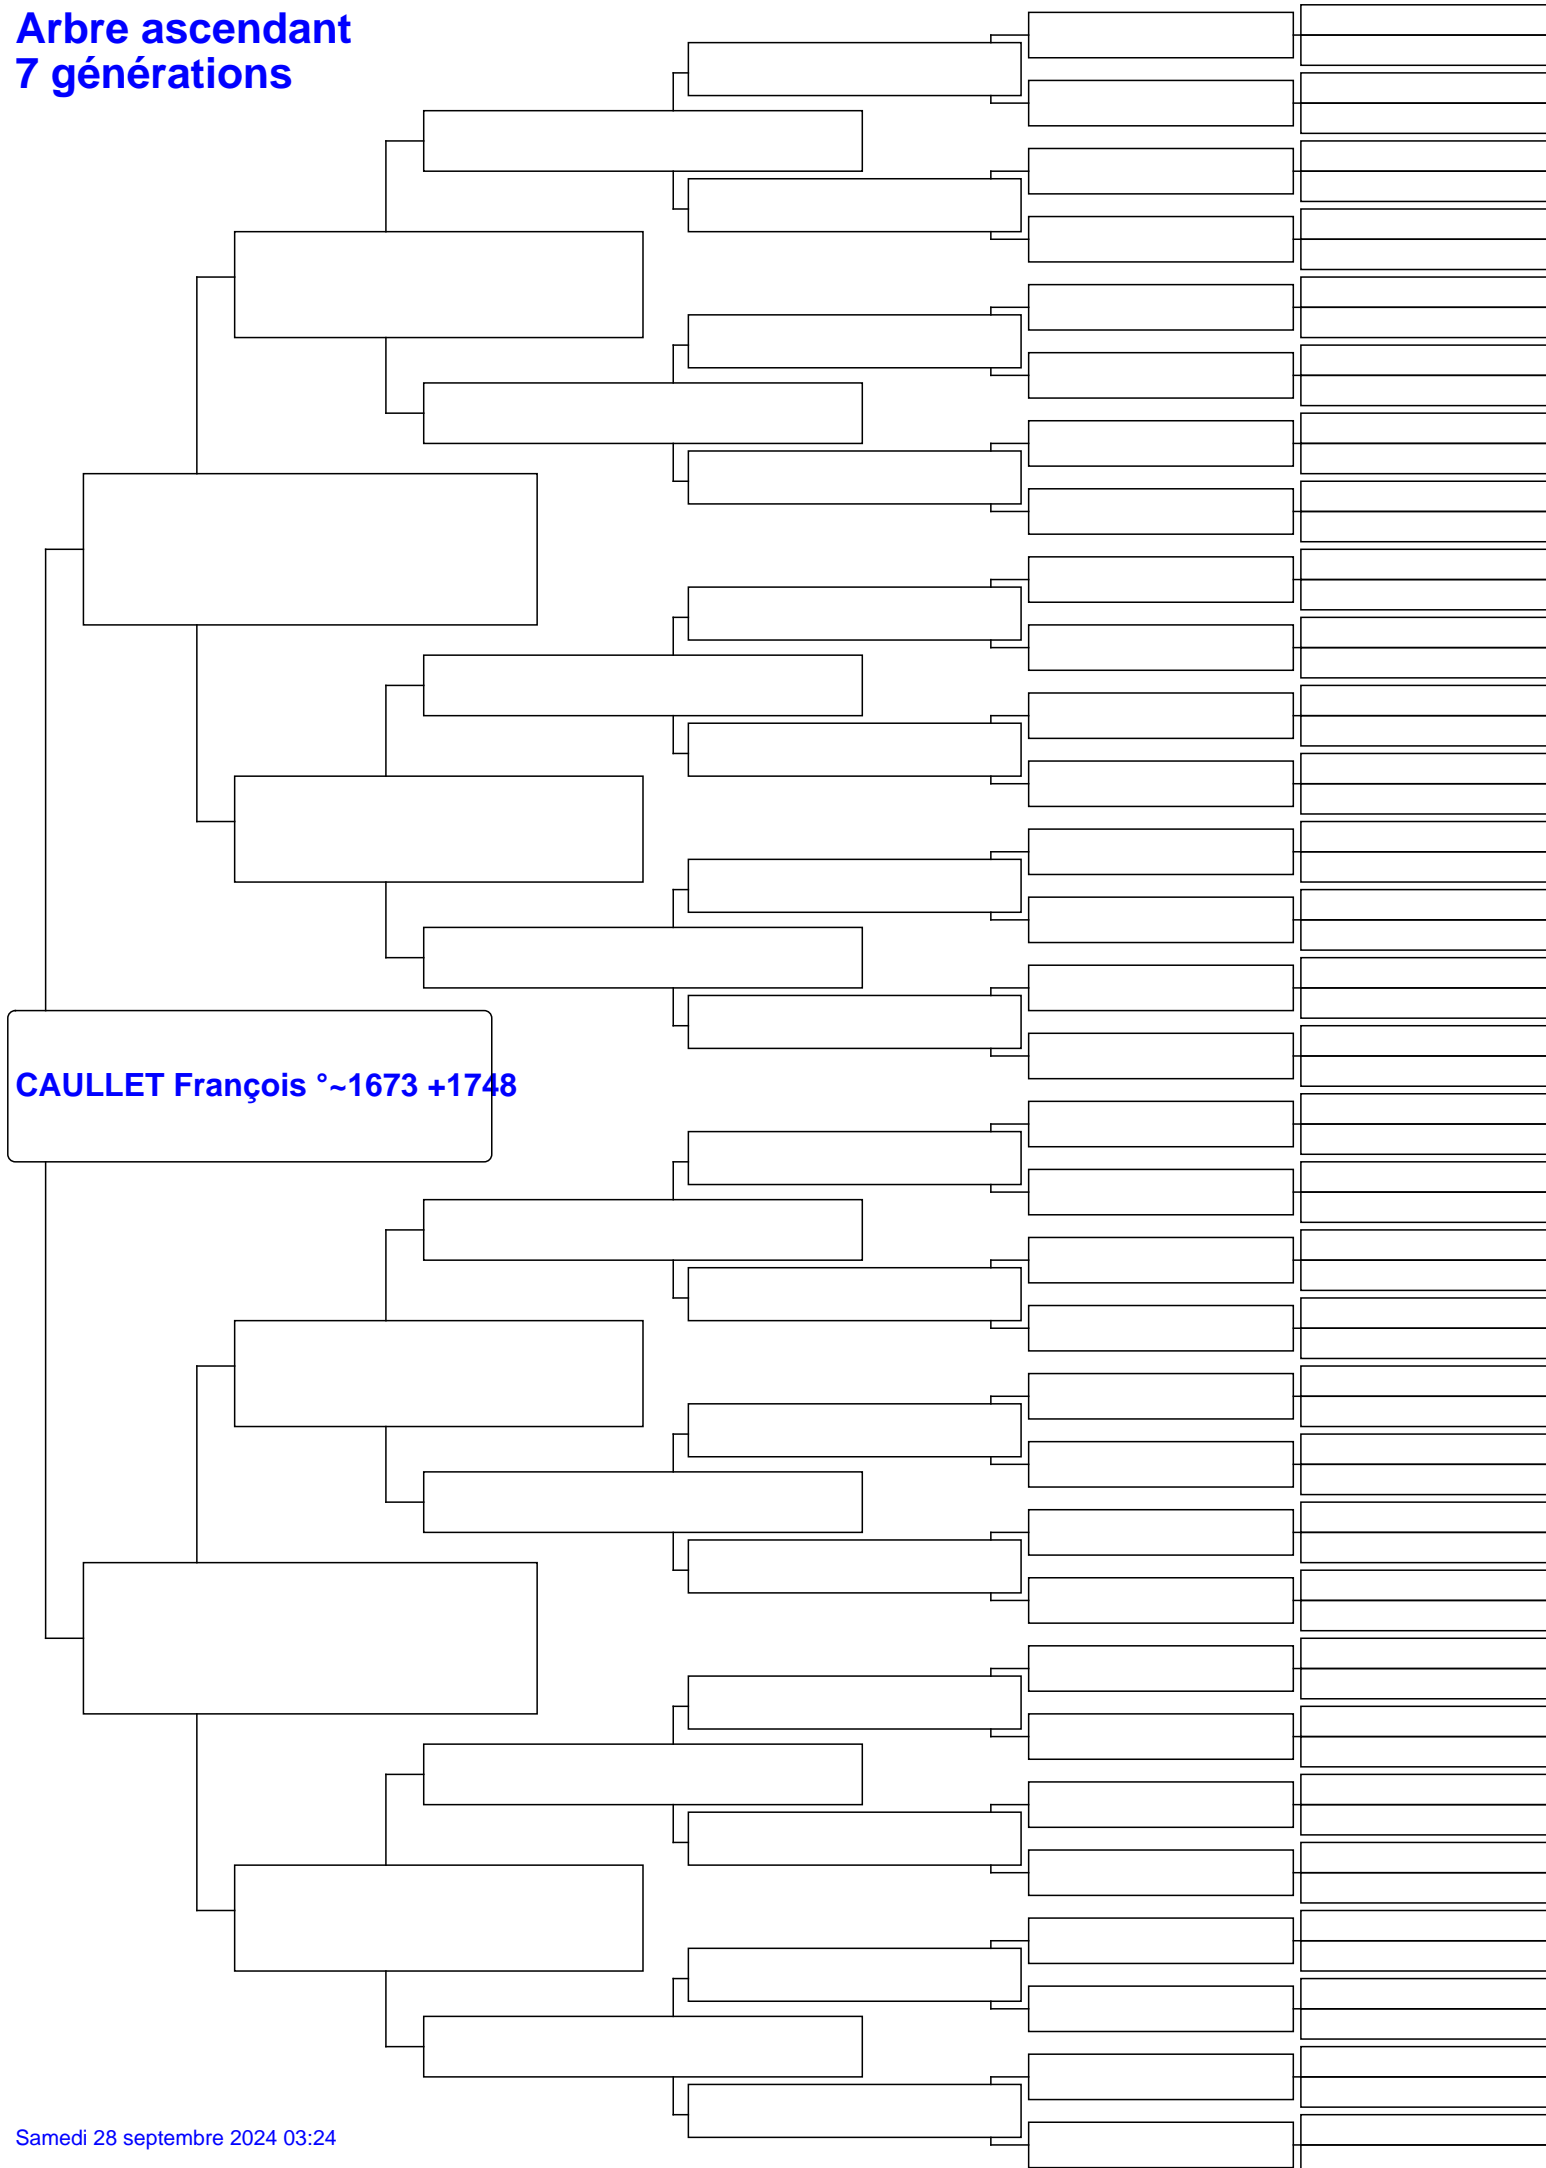 Arbre ascendant
7 générations
CAULLET François °~1673 +1748
Samedi 28 septembre 2024 03:24